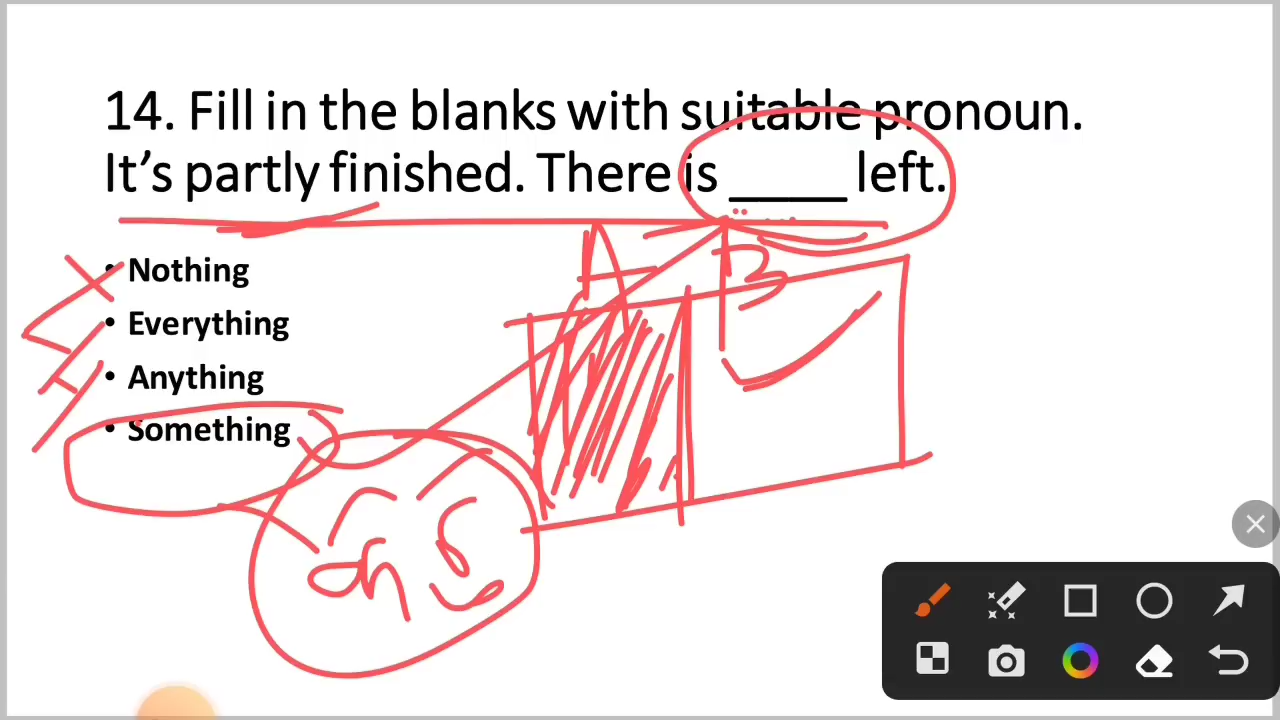 14. Fill in the blanks with suitable pronoun.
It’s partly finished. There is _____ left.
• Nothing
• Everything
• Anything
• Something
A B